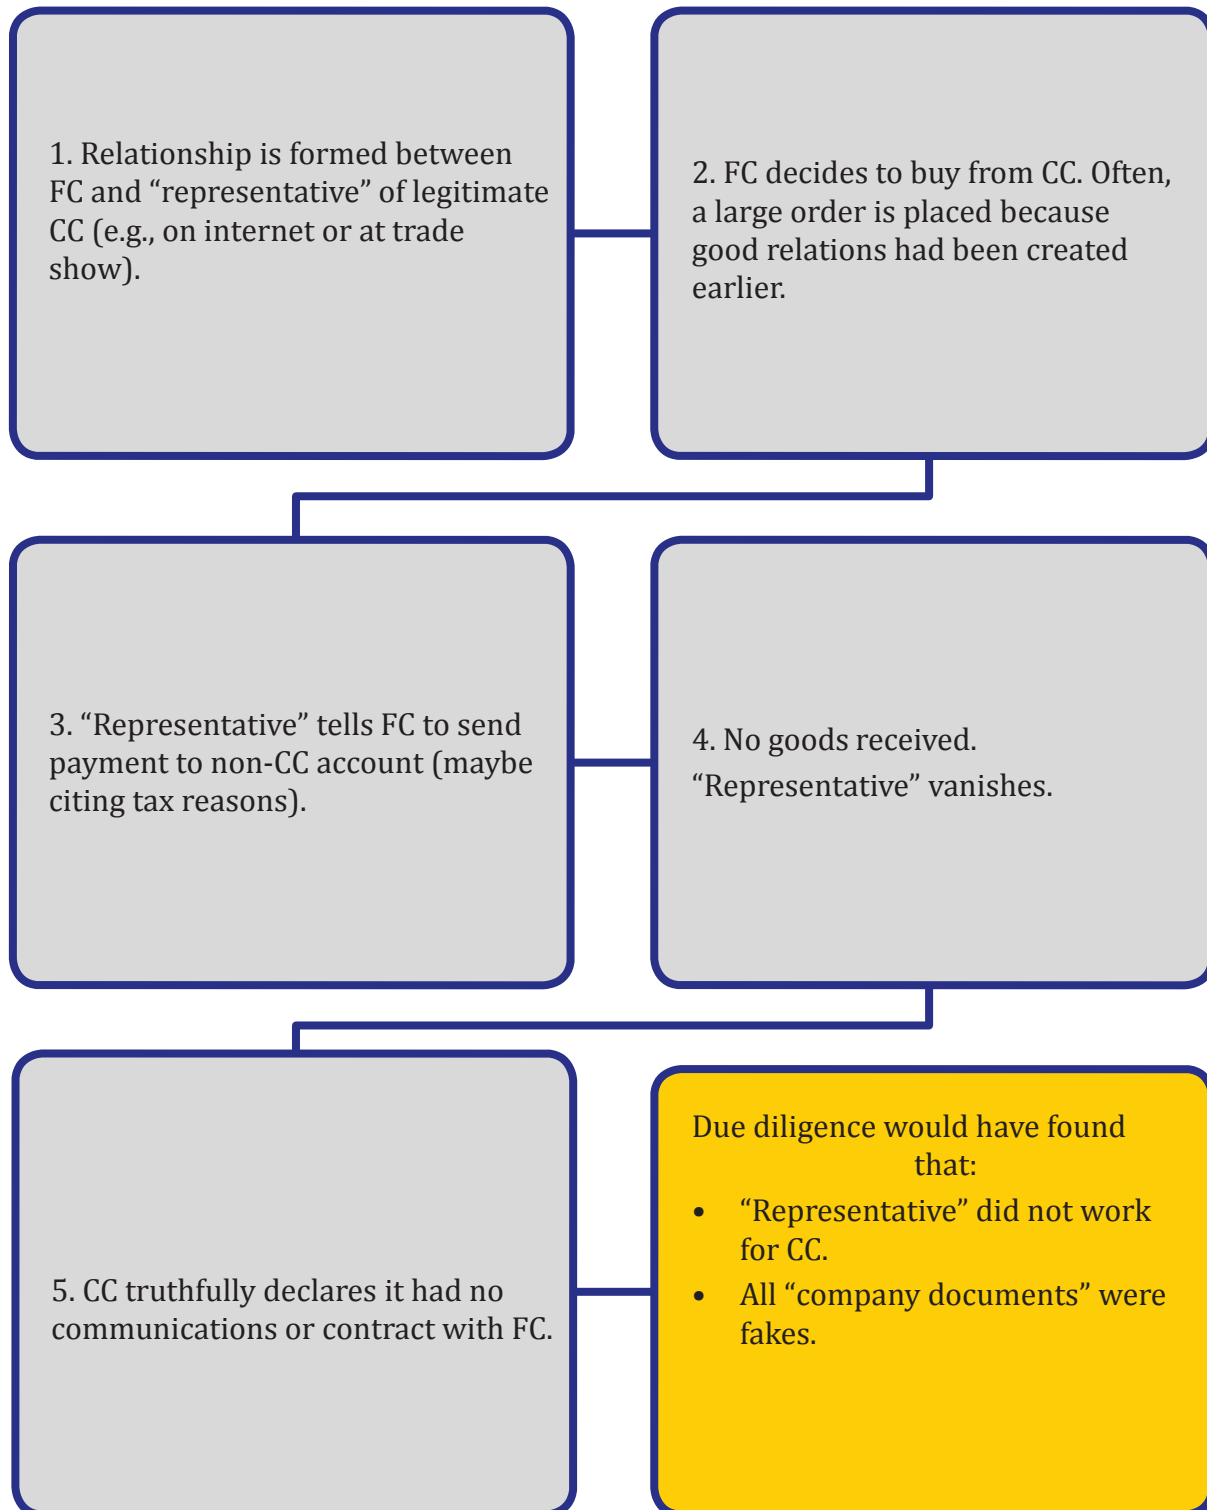 1. Relationship is formed between
FC and “representative” of legitimate
CC (e.g., on internet or at trade
show).
2. FC decides to buy from CC. Often,
a large order is placed because
good relations had been created
earlier.
3. “Representative” tells FC to send
payment to non-CC account (maybe
citing tax reasons).
4. No goods received.
“Representative” vanishes.
5. CC truthfully declares it had no
communications or contract with FC.
Due diligence would have found
that:
• “Representative” did not work
for CC.
• All “company documents” were
fakes.